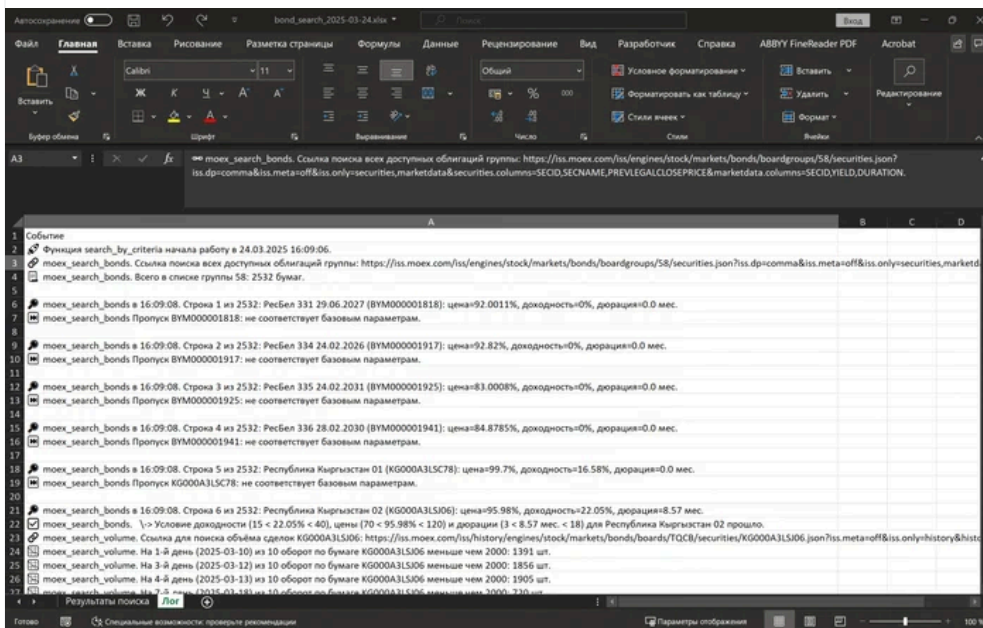 Автосохранение
bond_search_2025-03-24.xlsx
Поиск
Вход
Файл Главная Вставка Рисование Разметка страницы Формулы Данные Рецензирование Вид Разработчик Справка ABBYY FineReader PDF Acrobat
Вставить
Calibri 11
Ж К Ч
Общий
% 000
Условное форматирование
Форматировать как таблицу
Стили ячеек
Вставить
Удалить
Формат
Редактирование
Буфер обмена Шрифт Выравнивание Число Стили Ячейки
A3
fx
moex_search_bonds. Ссылка поиска всех доступных облигаций группы: https://iss.moex.com/iss/engines/stock/markets/bonds/boardgroups/58/securities.json?
iss.dp=comma&iss.meta=off&iss.only=securities,marketdata&securities.columns=SECID,SECNAME,PREVLEGALCLOSEPRICE&marketdata.columns=SECID,YIELD,DURATION.
A B C D
1 Событие
2 Функция search_by_criteria начала работу в 24.03.2025 16:09:06.
3 moex_search_bonds. Ссылка поиска всех доступных облигаций группы: https://iss.moex.com/iss/engines/stock/markets/bonds/boardgroups/58/securities.json?iss.dp=comma&iss.meta=off&iss.only=securities,marketd
4 moex_search_bonds. Всего в списке группы 58: 2532 бумаг.
5
6 moex_search_bonds в 16:09:08. Строка 1 из 2532: РесБел 331 29.06.2027 (BYM000001818): цена=92.0011%, доходность=0%, дюрация=0.0 мес.
7 moex_search_bonds Пропуск BYM000001818: не соответствует базовым параметрам.
8
9 moex_search_bonds в 16:09:08. Строка 2 из 2532: РесБел 334 24.02.2026 (BYM000001917): цена=92.82%, доходность=0%, дюрация=0.0 мес.
10 moex_search_bonds Пропуск BYM000001917: не соответствует базовым параметрам.
11
12 moex_search_bonds в 16:09:08. Строка 3 из 2532: РесБел 335 24.02.2031 (BYM000001925): цена=83.0008%, доходность=0%, дюрация=0.0 мес.
13 moex_search_bonds Пропуск BYM000001925: не соответствует базовым параметрам.
14
15 moex_search_bonds в 16:09:08. Строка 4 из 2532: РесБел 336 28.02.2030 (BYM000001941): цена=84.8785%, доходность=0%, дюрация=0.0 мес.
16 moex_search_bonds Пропуск BYM000001941: не соответствует базовым параметрам.
17
18 moex_search_bonds в 16:09:08. Строка 5 из 2532: Республика Кыргызстан 01 (KG000A3LSC78): цена=99.7%, доходность=16.58%, дюрация=0.0 мес.
19 moex_search_bonds Пропуск KG000A3LSC78: не соответствует базовым параметрам.
20
21 moex_search_bonds в 16:09:08. Строка 6 из 2532: Республика Кыргызстан 02 (KG000A3LSJ06): цена=95.98%, доходность=22.05%, дюрация=8.57 мес.
22 moex_search_bonds. \-> Условие доходности (15 < 22.05% < 40), цены (70 < 95.98% < 120) и дюрации (3 < 8.57 мес. < 18) для Республика Кыргызстан 02 прошло.
23 moex_search_volume. Ссылка для поиска объёма сделок KG000A3LSJ06: https://iss.moex.com/iss/history/engines/stock/markets/bonds/boards/TQCB/securities/KG000A3LSJ06.json?iss.meta=off&iss.only=history&histo
24 moex_search_volume. На 1-й день (2025-03-10) из 10 оборот по бумаге KG000A3LSJ06 меньше чем 2000: 1391 шт.
25 moex_search_volume. На 3-й день (2025-03-12) из 10 оборот по бумаге KG000A3LSJ06 меньше чем 2000: 1856 шт.
26 moex_search_volume. На 4-й день (2025-03-13) из 10 оборот по бумаге KG000A3LSJ06 меньше чем 2000: 1905 шт.
27 moex_search_volume. На 7-й день (2025-03-18) из 10 оборот по бумаге KG000A3LSJ06 меньше чем 2000: 720 шт.
Результаты поиска Лог
Готово
Специальные возможности: проверьте рекомендации
Параметры отображения
100 %